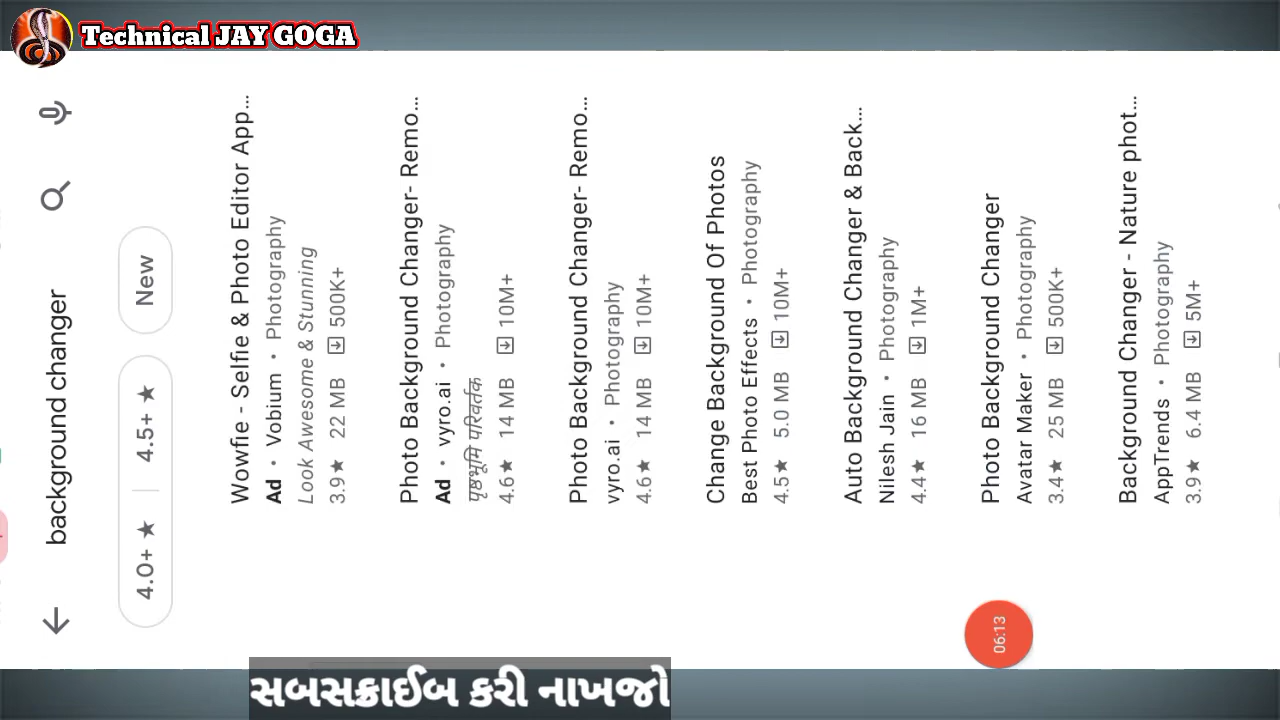 Technical JAY GOGA
background changer
4.0+ ★ | 4.5+ ★
New
Wowfie - Selfie & Photo Editor App...
Ad • Vobium • Photography
Look Awesome & Stunning
3.9★ 22 MB 500K+
Photo Background Changer- Remo...
Ad • vyro.ai • Photography
पृष्ठभूमि परिवर्तक
4.6★ 14 MB 10M+
Photo Background Changer- Remo...
vyro.ai • Photography
4.6★ 14 MB 10M+
Change Background Of Photos
Best Photo Effects • Photography
4.5★ 5.0 MB 10M+
Auto Background Changer & Back...
Nilesh Jain • Photography
4.4★ 16 MB 1M+
Photo Background Changer
Avatar Maker • Photography
3.4★ 25 MB 500K+
Background Changer - Nature phot...
AppTrends • Photography
3.9★ 6.4 MB 5M+
06:13
સબસક્રાઈબ કરી નાખજો